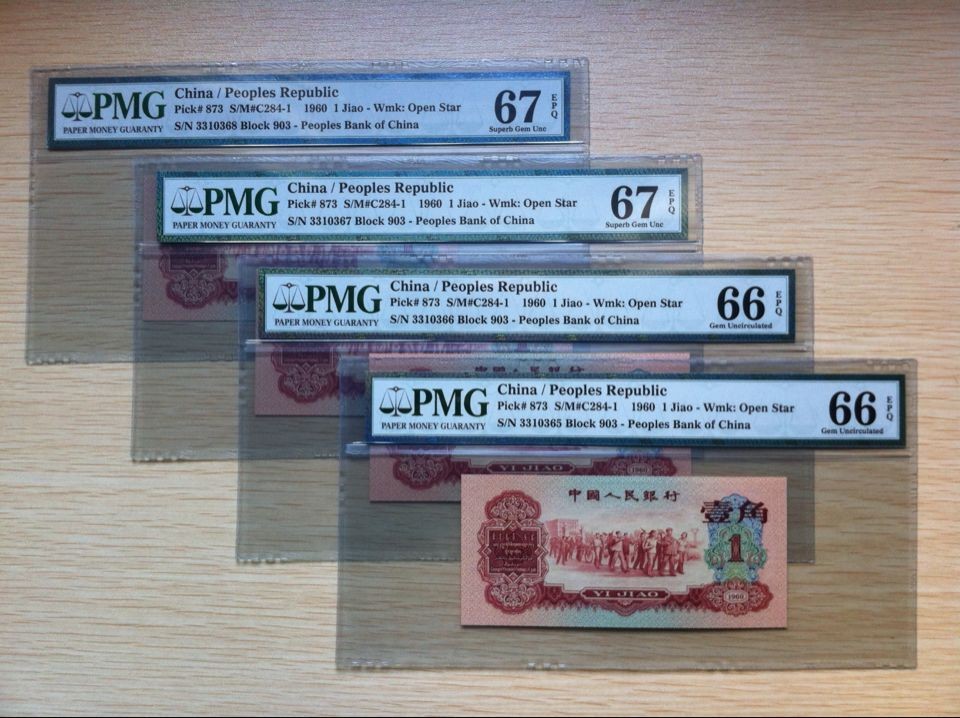 PMG
PAPER MONEY GUARANTY
China / Peoples Republic
Pick# 873 S/M#C284-1 1960 1 Jiao - Wmk: Open Star
S/N 3310368 Block 903 - Peoples Bank of China
67
EPQ
Superb Gem Unc
PMG
PAPER MONEY GUARANTY
China / Peoples Republic
Pick# 873 S/M#C284-1 1960 1 Jiao - Wmk: Open Star
S/N 3310367 Block 903 - Peoples Bank of China
67
EPQ
Superb Gem Unc
PMG
PAPER MONEY GUARANTY
China / Peoples Republic
Pick# 873 S/M#C284-1 1960 1 Jiao - Wmk: Open Star
S/N 3310366 Block 903 - Peoples Bank of China
66
EPQ
Gem Uncirculated
PMG
PAPER MONEY GUARANTY
China / Peoples Republic
Pick# 873 S/M#C284-1 1960 1 Jiao - Wmk: Open Star
S/N 3310365 Block 903 - Peoples Bank of China
66
EPQ
Gem Uncirculated
YI JIAO
1960
中國人民銀行
壹角
1
YI JIAO
1960